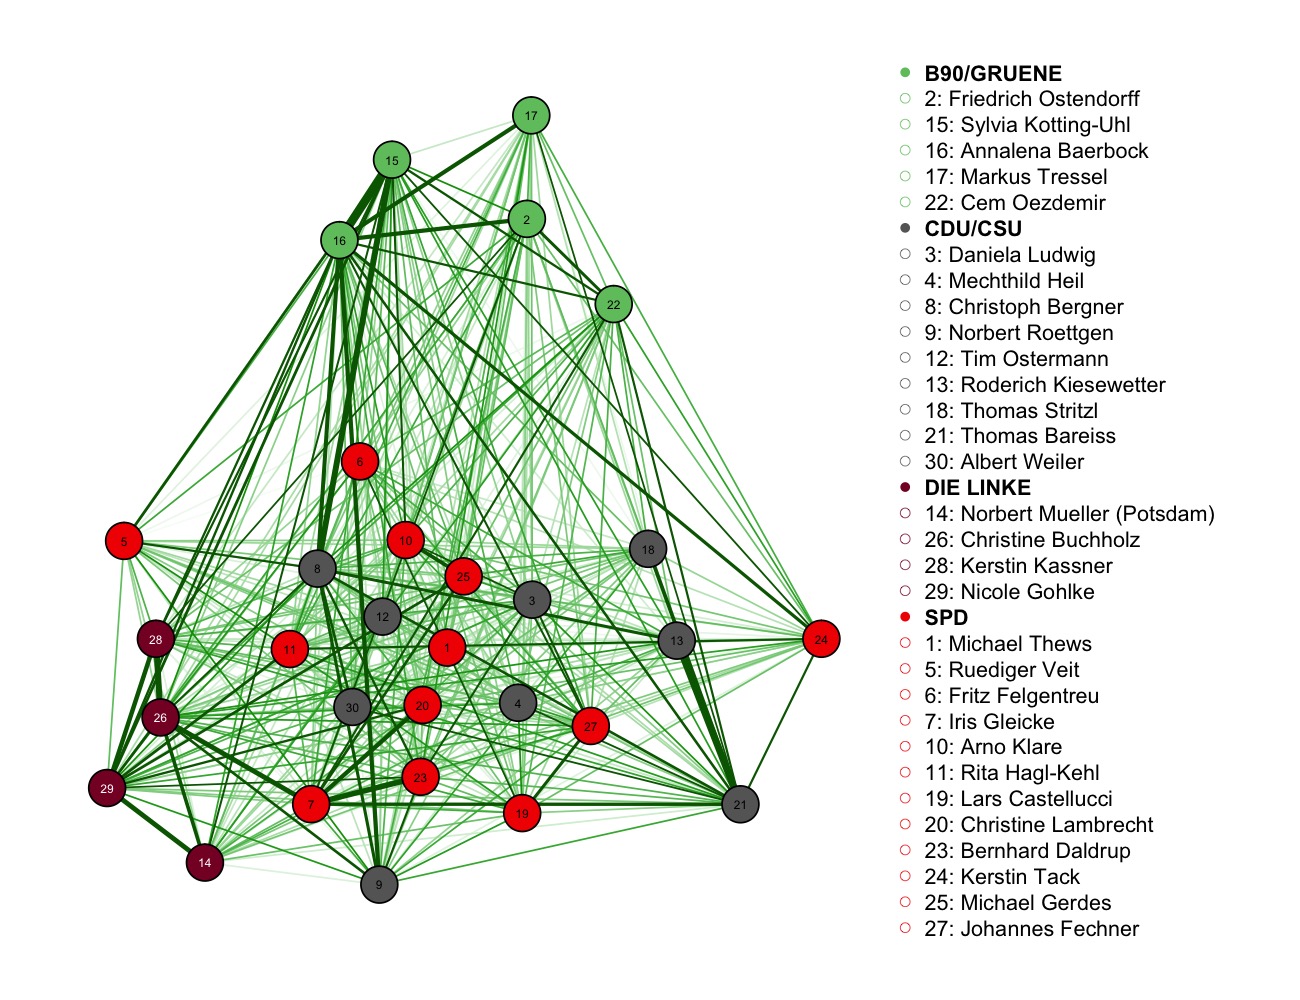 17
15
2
16
22
6
5
10
18
8
25
3
12
28
13
24
11
1
4
20
30
26
27
23
29
7
21
19
14
9
B90/GRUENE
2: Friedrich Ostendorff
15: Sylvia Kotting-Uhl
16: Annalena Baerbock
17: Markus Tressel
22: Cem Oezdemir
CDU/CSU
3: Daniela Ludwig
4: Mechthild Heil
8: Christoph Bergner
9: Norbert Roettgen
12: Tim Ostermann
13: Roderich Kiesewetter
18: Thomas Stritzl
21: Thomas Bareiss
30: Albert Weiler
DIE LINKE
14: Norbert Mueller (Potsdam)
26: Christine Buchholz
28: Kerstin Kassner
29: Nicole Gohlke
SPD
1: Michael Thews
5: Ruediger Veit
6: Fritz Felgentreu
7: Iris Gleicke
10: Arno Klare
11: Rita Hagl-Kehl
19: Lars Castellucci
20: Christine Lambrecht
23: Bernhard Daldrup
24: Kerstin Tack
25: Michael Gerdes
27: Johannes Fechner